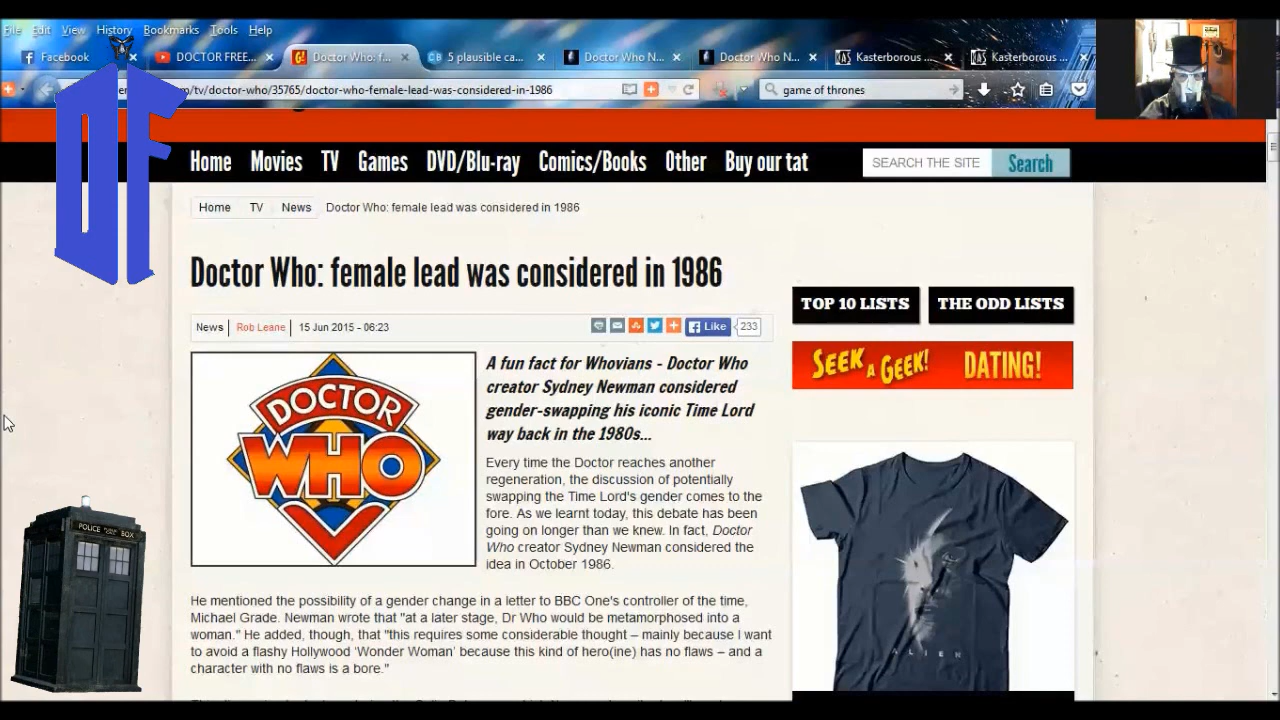 File Edit View History Bookmarks Tools Help
Facebook
DOCTOR FREE...
Doctor Who: f...
5 plausible ca...
Doctor Who N...
Doctor Who N...
Kasterborous ...
Kasterborous ...
m/tv/doctor-who/35765/doctor-who-female-lead-was-considered-in-1986
game of thrones
DF
Home Movies TV Games DVD/Blu-ray Comics/Books Other Buy our tat
SEARCH THE SITE Search
Home TV News Doctor Who: female lead was considered in 1986
Doctor Who: female lead was considered in 1986
TOP 10 LISTS THE ODD LISTS
News Rob Leane 15 Jun 2015 - 06:23
Like 233
SEEK A GEEK! DATING!
DOCTOR
WHO
A fun fact for Whovians - Doctor Who
creator Sydney Newman considered
gender-swapping his iconic Time Lord
way back in the 1980s...
Every time the Doctor reaches another
regeneration, the discussion of potentially
swapping the Time Lord's gender comes to the
fore. As we learnt today, this debate has been
going on longer than we knew. In fact, Doctor
Who creator Sydney Newman considered the
idea in October 1986.
POLICE BOX
He mentioned the possibility of a gender change in a letter to BBC One's controller of the time,
Michael Grade. Newman wrote that "at a later stage, Dr Who would be metamorphosed into a
woman." He added, though, that "this requires some considerable thought – mainly because I want
to avoid a flashy Hollywood ‘Wonder Woman’ because this kind of hero(ine) has no flaws – and a
character with no flaws is a bore."
ALIEN